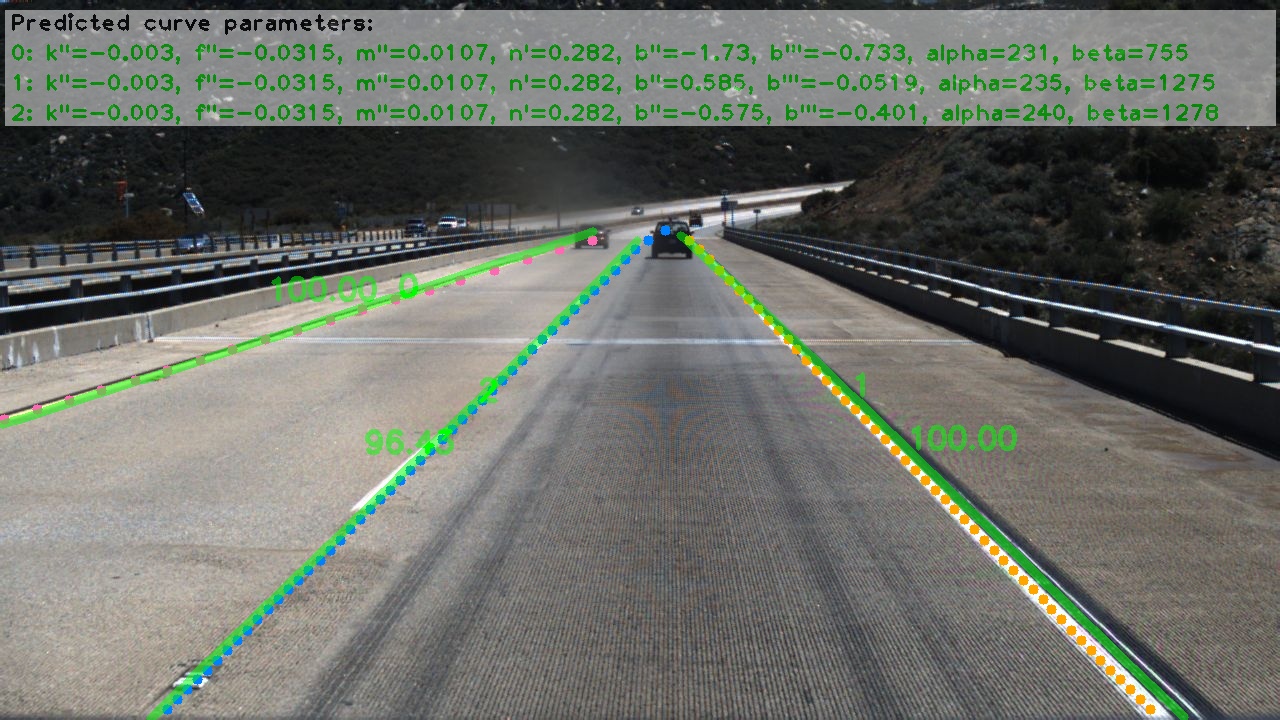 Predicted curve parameters:
0: k''=-0.003, f''=-0.0315, m''=0.0107, n'=0.282, b''=-1.73, b'''=-0.733, alpha=231, beta=755
1: k''=-0.003, f''=-0.0315, m''=0.0107, n'=0.282, b''=0.585, b'''=-0.0519, alpha=235, beta=1275
2: k''=-0.003, f''=-0.0315, m''=0.0107, n'=0.282, b''=-0.575, b'''=-0.401, alpha=240, beta=1278
100.00 0
2 1
100.00